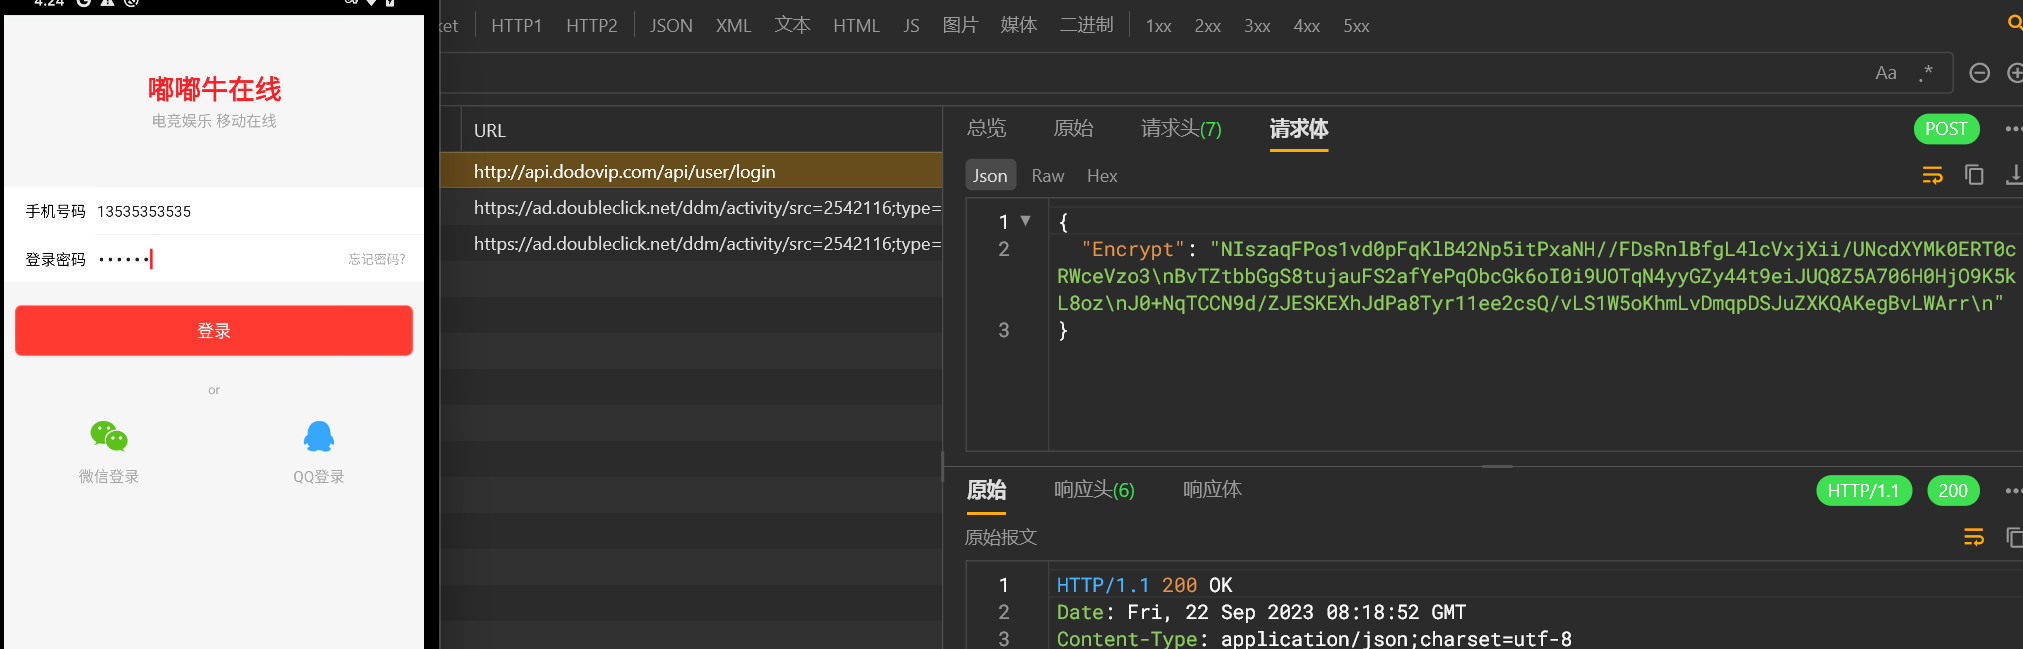 4:24
嘟嘟牛在线
电竞娱乐 移动在线
手机号码 13535353535
登录密码 ••••••
忘记密码?
登录
or
微信登录 QQ登录
ket HTTP1 HTTP2 JSON XML 文本 HTML JS 图片 媒体 二进制 1xx 2xx 3xx 4xx 5xx
Aa .*
URL
http://api.dodovip.com/api/user/login
https://ad.doubleclick.net/ddm/activity/src=2542116;type=
https://ad.doubleclick.net/ddm/activity/src=2542116;type=
总览 原始 请求头(7) 请求体 POST
Json Raw Hex
1 {
2 "Encrypt": "NIszaqFPos1vd0pFqKlB42Np5itPxaNH//FDsRnlBfgL4lcVxjXii/UNcdXYMk0ERT0c
RWceVzo3\nBvTZtbbGgS8tujauFS2afYePqObcGk6oI0i9UOTqN4yyGZy44t9eiJUQ8Z5A706H0HjO9K5k
L8oz\nJ0+NqTCCN9d/ZJESKEXhJdPa8Tyr11ee2csQ/vLS1W5oKhmLvDmqpDSJuZXKQAKegBvLWArr\n"
3 }
原始 响应头(6) 响应体 HTTP/1.1 200
原始报文
1 HTTP/1.1 200 OK
2 Date: Fri, 22 Sep 2023 08:18:52 GMT
3 Content-Type: application/json;charset=utf-8